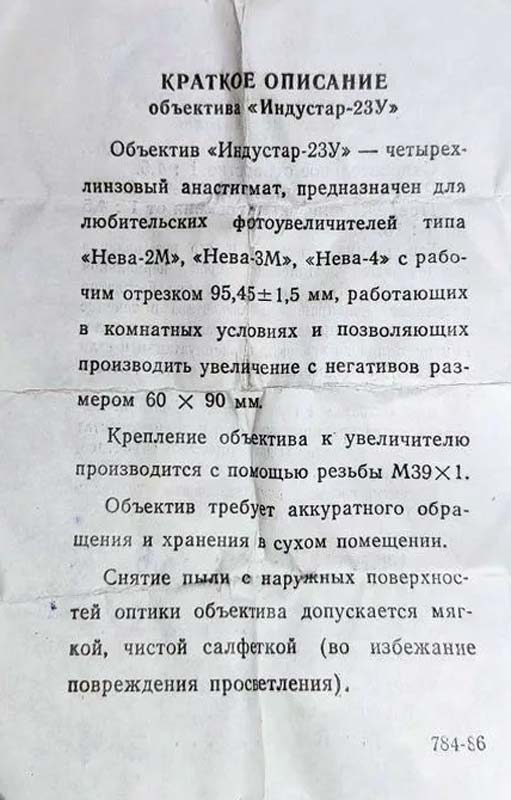 КРАТКОЕ ОПИСАНИЕ
объектива «Индустар-23У»
Объектив «Индустар-23У» — четырех-
линзовый анастигмат, предназначен для
любительских фотоувеличителей типа
«Нева-2М», «Нева-3М», «Нева-4» с рабо-
чим отрезком 95,45±1,5 мм, работающих
в комнатных условиях и позволяющих
производить увеличение с негативов раз-
мером 60 × 90 мм.
Крепление объектива к увеличителю
производится с помощью резьбы М39×1.
Объектив требует аккуратного обра-
щения и хранения в сухом помещении.
Снятие пыли с наружных поверхнос-
тей оптики объектива допускается мяг-
кой, чистой салфеткой (во избежание
повреждения просветления).
784-86